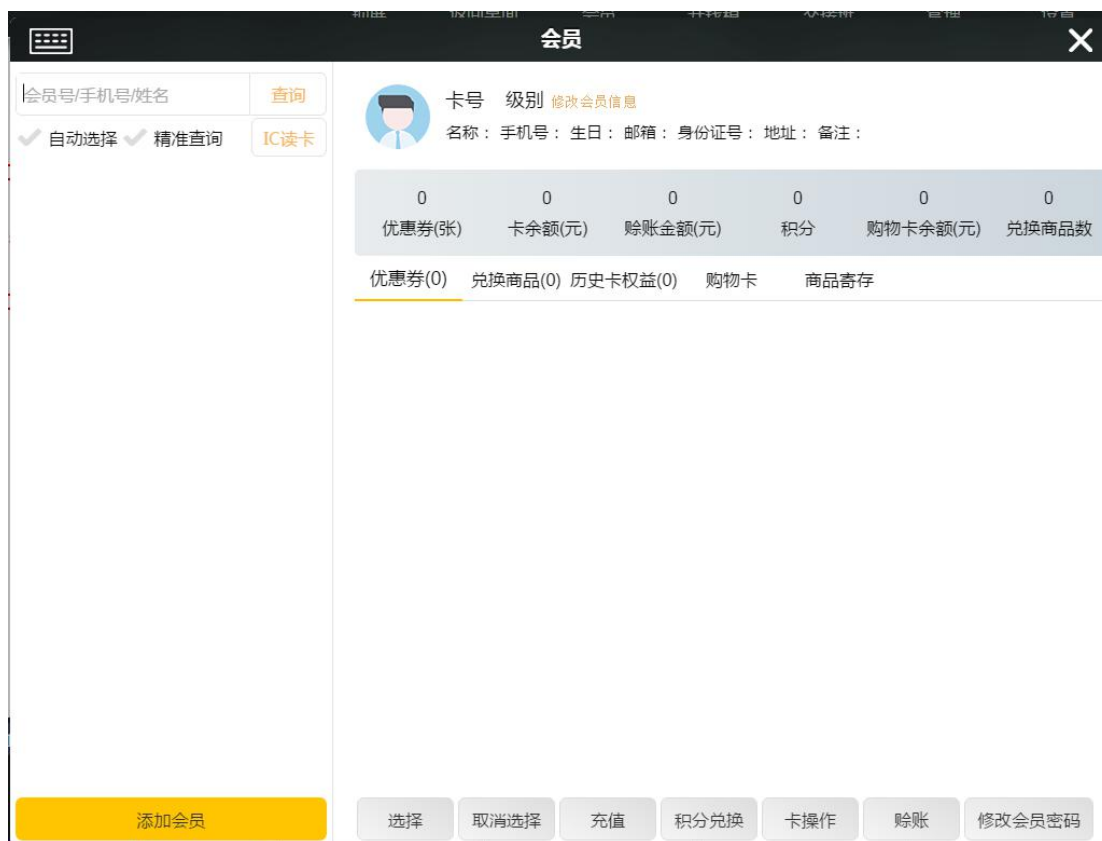 会员
会员号/手机号/姓名 查询
自动选择 精准查询 IC读卡
卡号 级别 修改会员信息
名称： 手机号： 生日： 邮箱： 身份证号： 地址： 备注：
0 0 0 0 0 0
优惠券(张) 卡余额(元) 赊账金额(元) 积分 购物卡余额(元) 兑换商品数
优惠券(0) 兑换商品(0) 历史卡权益(0) 购物卡 商品寄存
添加会员 选择 取消选择 充值 积分兑换 卡操作 赊账 修改会员密码